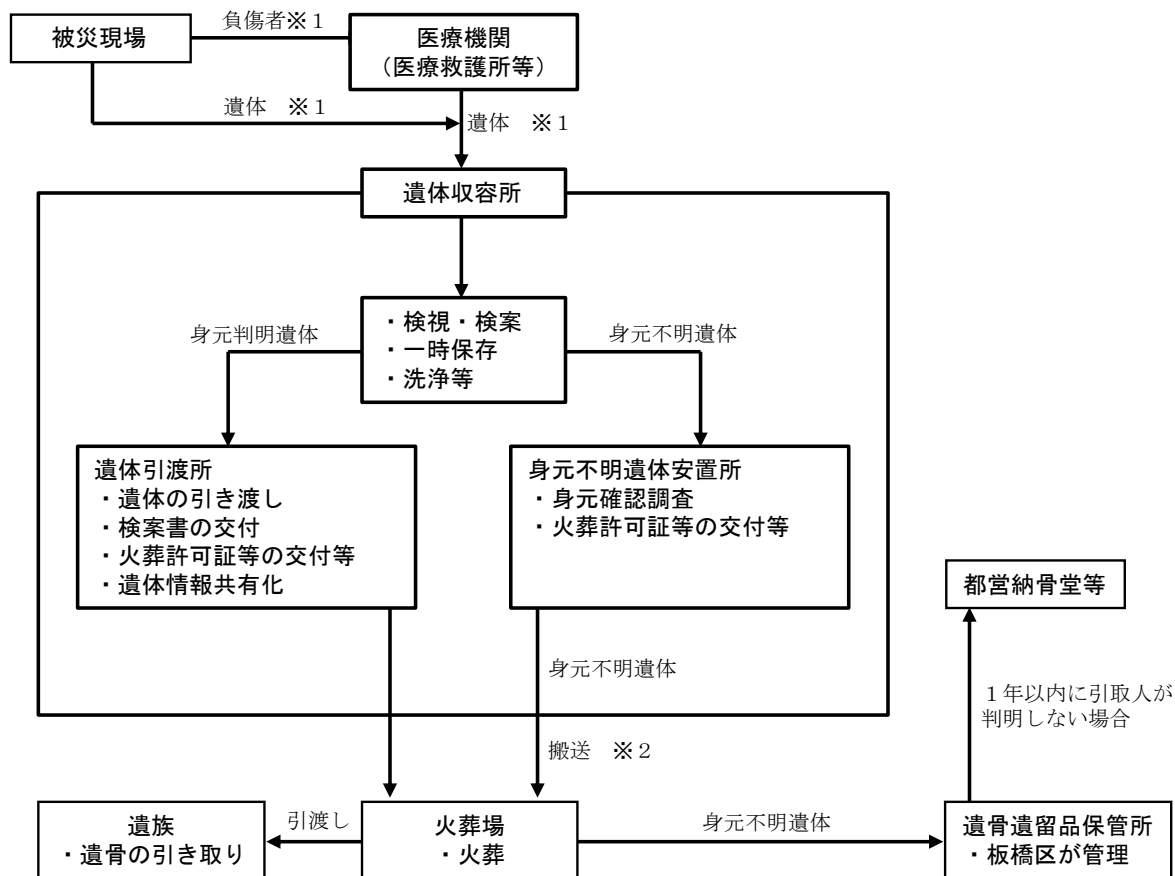 被災現場
負傷者※１
医療機関
（医療救護所等）
遺体　※１
遺体　※１
遺体収容所
・検視・検案
・一時保存
・洗浄等
身元判明遺体
身元不明遺体
遺体引渡所
・遺体の引き渡し
・検案書の交付
・火葬許可証等の交付等
・遺体情報共有化
身元不明遺体安置所
・身元確認調査
・火葬許可証等の交付等
都営納骨堂等
身元不明遺体
１年以内に引取人が
判明しない場合
搬送　※２
遺族
・遺骨の引き取り
引渡し
火葬場
・火葬
身元不明遺体
遺骨遺留品保管所
・板橋区が管理